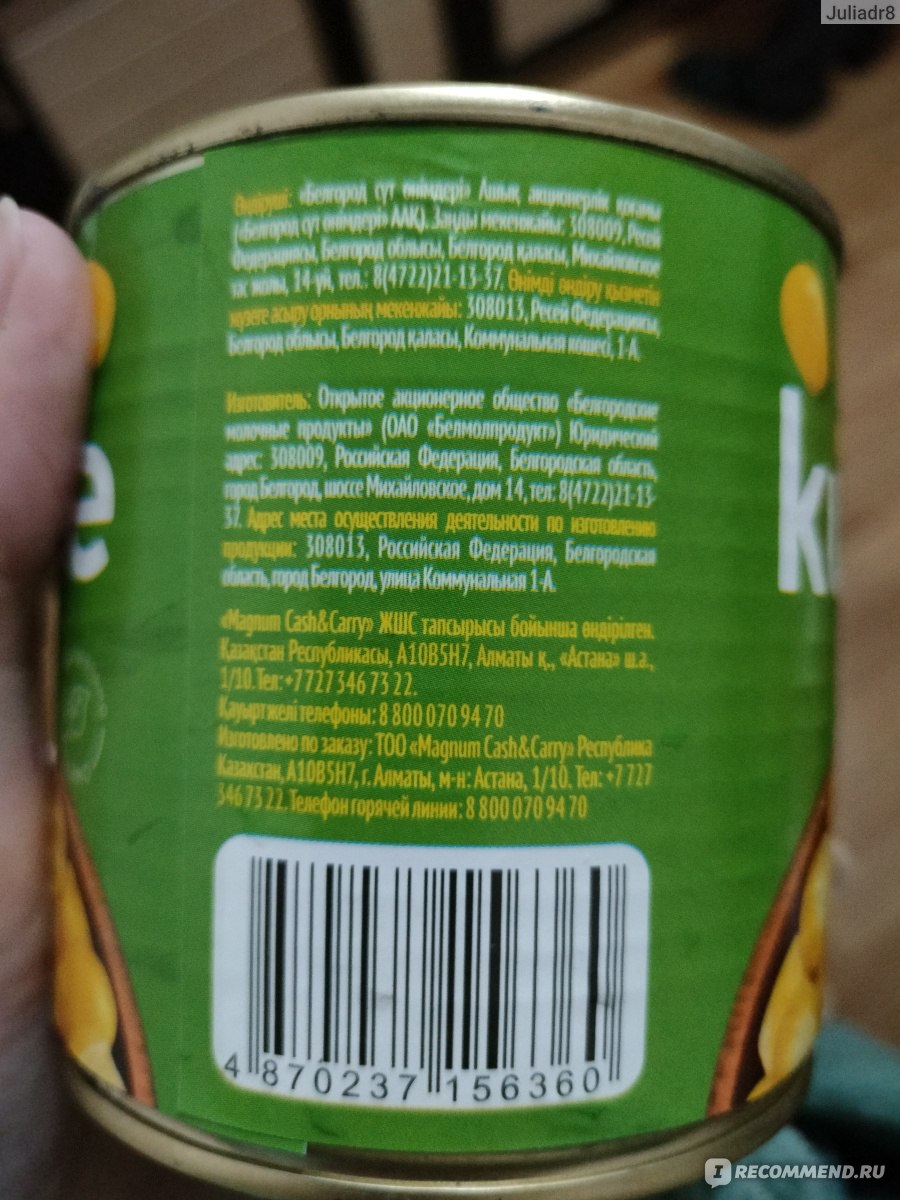 Juliadr8
Өндіруші: «Белгород сүт өнімдері» Ашық акционерлік қоғамы
(«Белгород сүт өнімдері» ААҚ). Заңды мекенжайы: 308009, Ресей
Федерациясы, Белгород облысы, Белгород қаласы, Михайловское
тас жолы, 14-үй, тел.: 8(4722)21-13-37. Өнімді өндіру қызметін
жүзеге асыру орнының мекенжайы: 308013, Ресей Федерациясы,
Белгород облысы, Белгород қаласы, Коммунальная көшесі, 1-А.
Изготовитель: Открытое акционерное общество «Белгородские
молочные продукты» (ОАО «Белмолпродукт») Юридический
адрес: 308009, Российская Федерация, Белгородская область,
город Белгород, шоссе Михайловское, дом 14, тел: 8(4722)21-13-
37. Адрес места осуществления деятельности по изготовлению
продукции: 308013, Российская Федерация, Белгородская
область, город Белгород, улица Коммунальная 1-А.
e
ku
«Magnum Cash&Carry» ЖШС тапсырысы бойынша өндірілген.
Қазақстан Республикасы, A10B5H7, Алматы қ., «Астана» ш.а.,
1/10. Тел: +7 727 346 73 22.
Қауырт желі телефоны: 8 800 070 94 70
Изготовлено по заказу: ТОО «Magnum Cash&Carry» Республика
Казахстан, A10B5H7, г. Алматы, м-н: Астана, 1/10. Тел: +7 727
346 73 22. Телефон горячей линии: 8 800 070 94 70
4 870237 156360
IRECOMMEND.RU